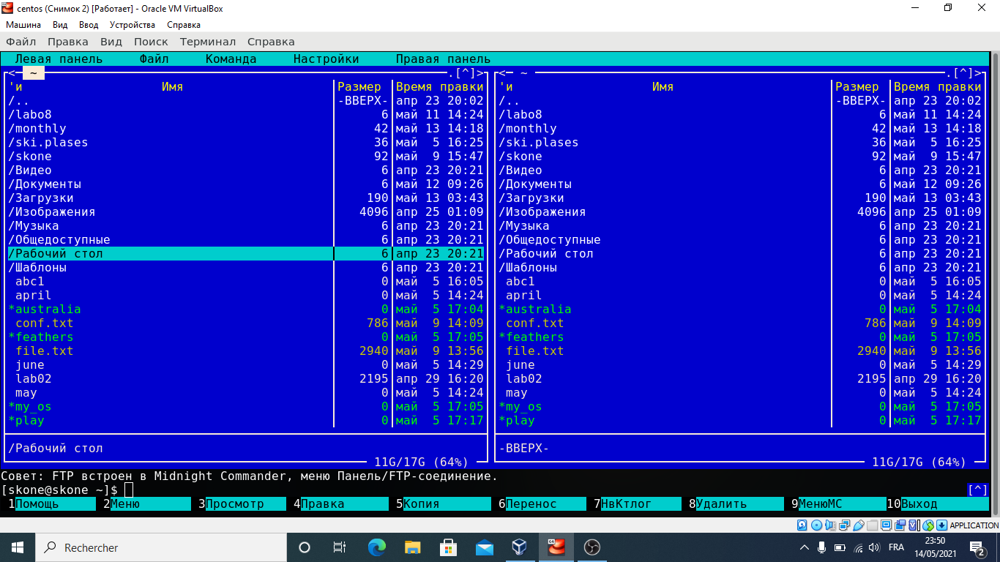 centos (Снимок 2) [Работает] - Oracle VM VirtualBox
Машина Вид Ввод Устройства Справка
Файл Правка Вид Поиск Терминал Справка
Левая панель Файл Команда Настройки Правая панель
<─ ~ .[^]> <─ ~ .[^]>
'и Имя Размер Время правки 'и Имя Размер Время правки
/.. -ВВЕРХ- апр 23 20:02 /.. -ВВЕРХ- апр 23 20:02
/labo8 6 май 11 14:24 /labo8 6 май 11 14:24
/monthly 42 май 13 14:18 /monthly 42 май 13 14:18
/ski.plases 36 май 5 16:25 /ski.plases 36 май 5 16:25
/skone 92 май 9 15:47 /skone 92 май 9 15:47
/Видео 6 апр 23 20:21 /Видео 6 апр 23 20:21
/Документы 6 май 12 09:26 /Документы 6 май 12 09:26
/Загрузки 190 май 13 03:43 /Загрузки 190 май 13 03:43
/Изображения 4096 апр 25 01:09 /Изображения 4096 апр 25 01:09
/Музыка 6 апр 23 20:21 /Музыка 6 апр 23 20:21
/Общедоступные 6 апр 23 20:21 /Общедоступные 6 апр 23 20:21
/Рабочий стол 6 апр 23 20:21 /Рабочий стол 6 апр 23 20:21
/Шаблоны 6 апр 23 20:21 /Шаблоны 6 апр 23 20:21
abc1 0 май 5 16:05 abc1 0 май 5 16:05
april 0 май 5 14:24 april 0 май 5 14:24
*australia 0 май 5 17:04 *australia 0 май 5 17:04
conf.txt 786 май 9 14:09 conf.txt 786 май 9 14:09
*feathers 0 май 5 17:05 *feathers 0 май 5 17:05
file.txt 2940 май 9 13:56 file.txt 2940 май 9 13:56
june 0 май 5 14:29 june 0 май 5 14:29
lab02 2195 апр 29 16:20 lab02 2195 апр 29 16:20
may 0 май 5 14:24 may 0 май 5 14:24
*my_os 0 май 5 17:05 *my_os 0 май 5 17:05
*play 0 май 5 17:17 *play 0 май 5 17:17
/Рабочий стол -ВВЕРХ-
11G/17G (64%) 11G/17G (64%)
Совет: FTP встроен в Midnight Commander, меню Панель/FTP-соединение.
[skone@skone ~]$ [^]
1Помощь 2Меню 3Просмотр 4Правка 5Копия 6Перенос 7НвКтлог 8Удалить 9МенюMC 10Выход
APPLICATION
Rechercher FRA 23:50
14/05/2021 2